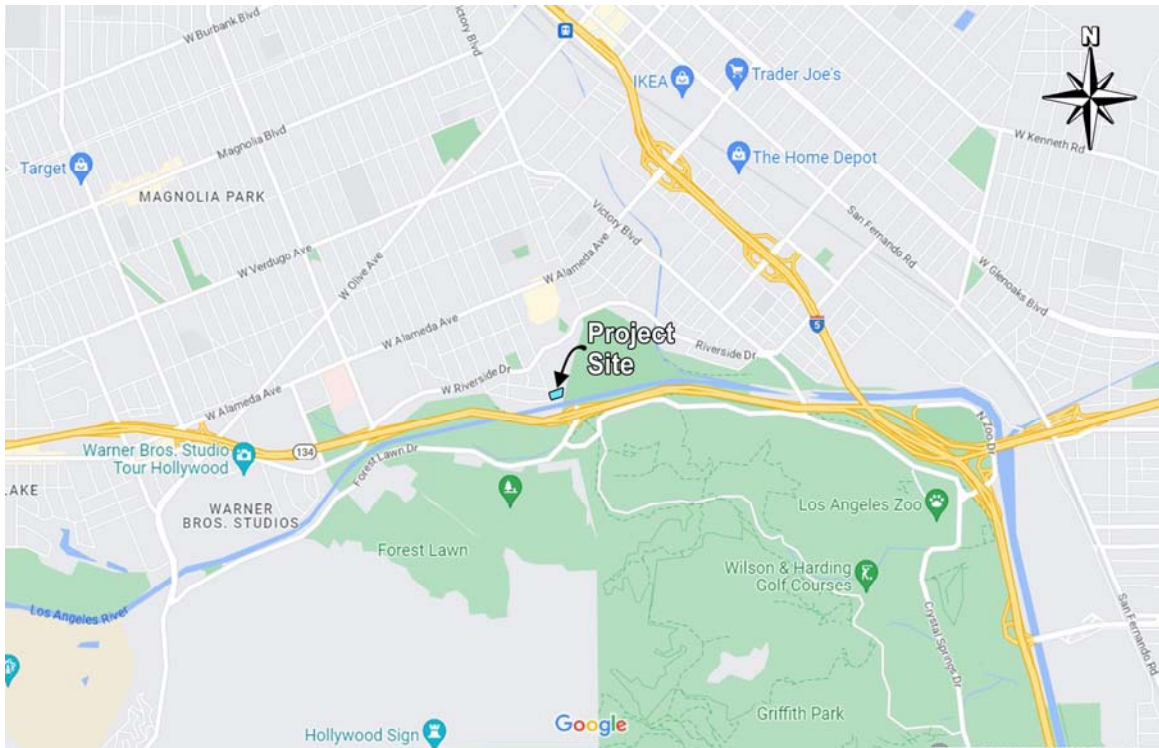 W Burbank Blvd
Victory Blvd
N
IKEA
Trader Joe's
W Kenneth Rd
Magnolia Blvd
Target
The Home Depot
MAGNOLIA PARK
Victory Blvd
San Fernando Rd
W Verdugo Ave
W Olive Ave
W Alameda Ave
W Glenoaks Blvd
5
W Alameda Ave
Project
Site
Riverside Dr
W Riverside Dr
W Alameda Ave
N Zoo Dr
134
Warner Bros. Studio
Tour Hollywood
Forest Lawn Dr
LAKE
WARNER
BROS. STUDIOS
Los Angeles Zoo
Forest Lawn
Wilson & Harding
Golf Courses
Los Angeles River
Crystal Springs Dr
San Fernando Rd
Griffith Park
Google
Hollywood Sign